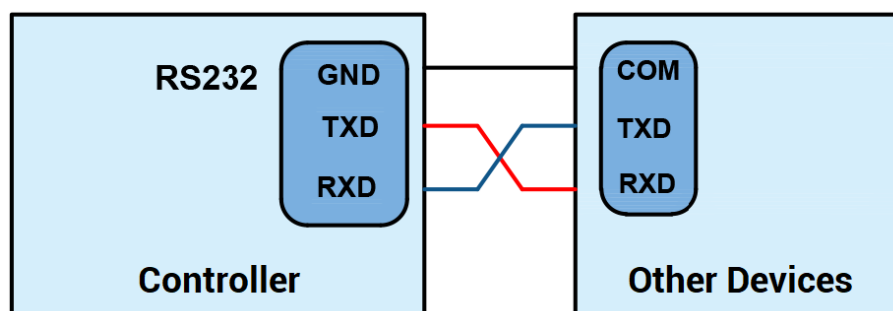 RS232
GND
TXD
RXD
COM
TXD
RXD
Controller
Other Devices